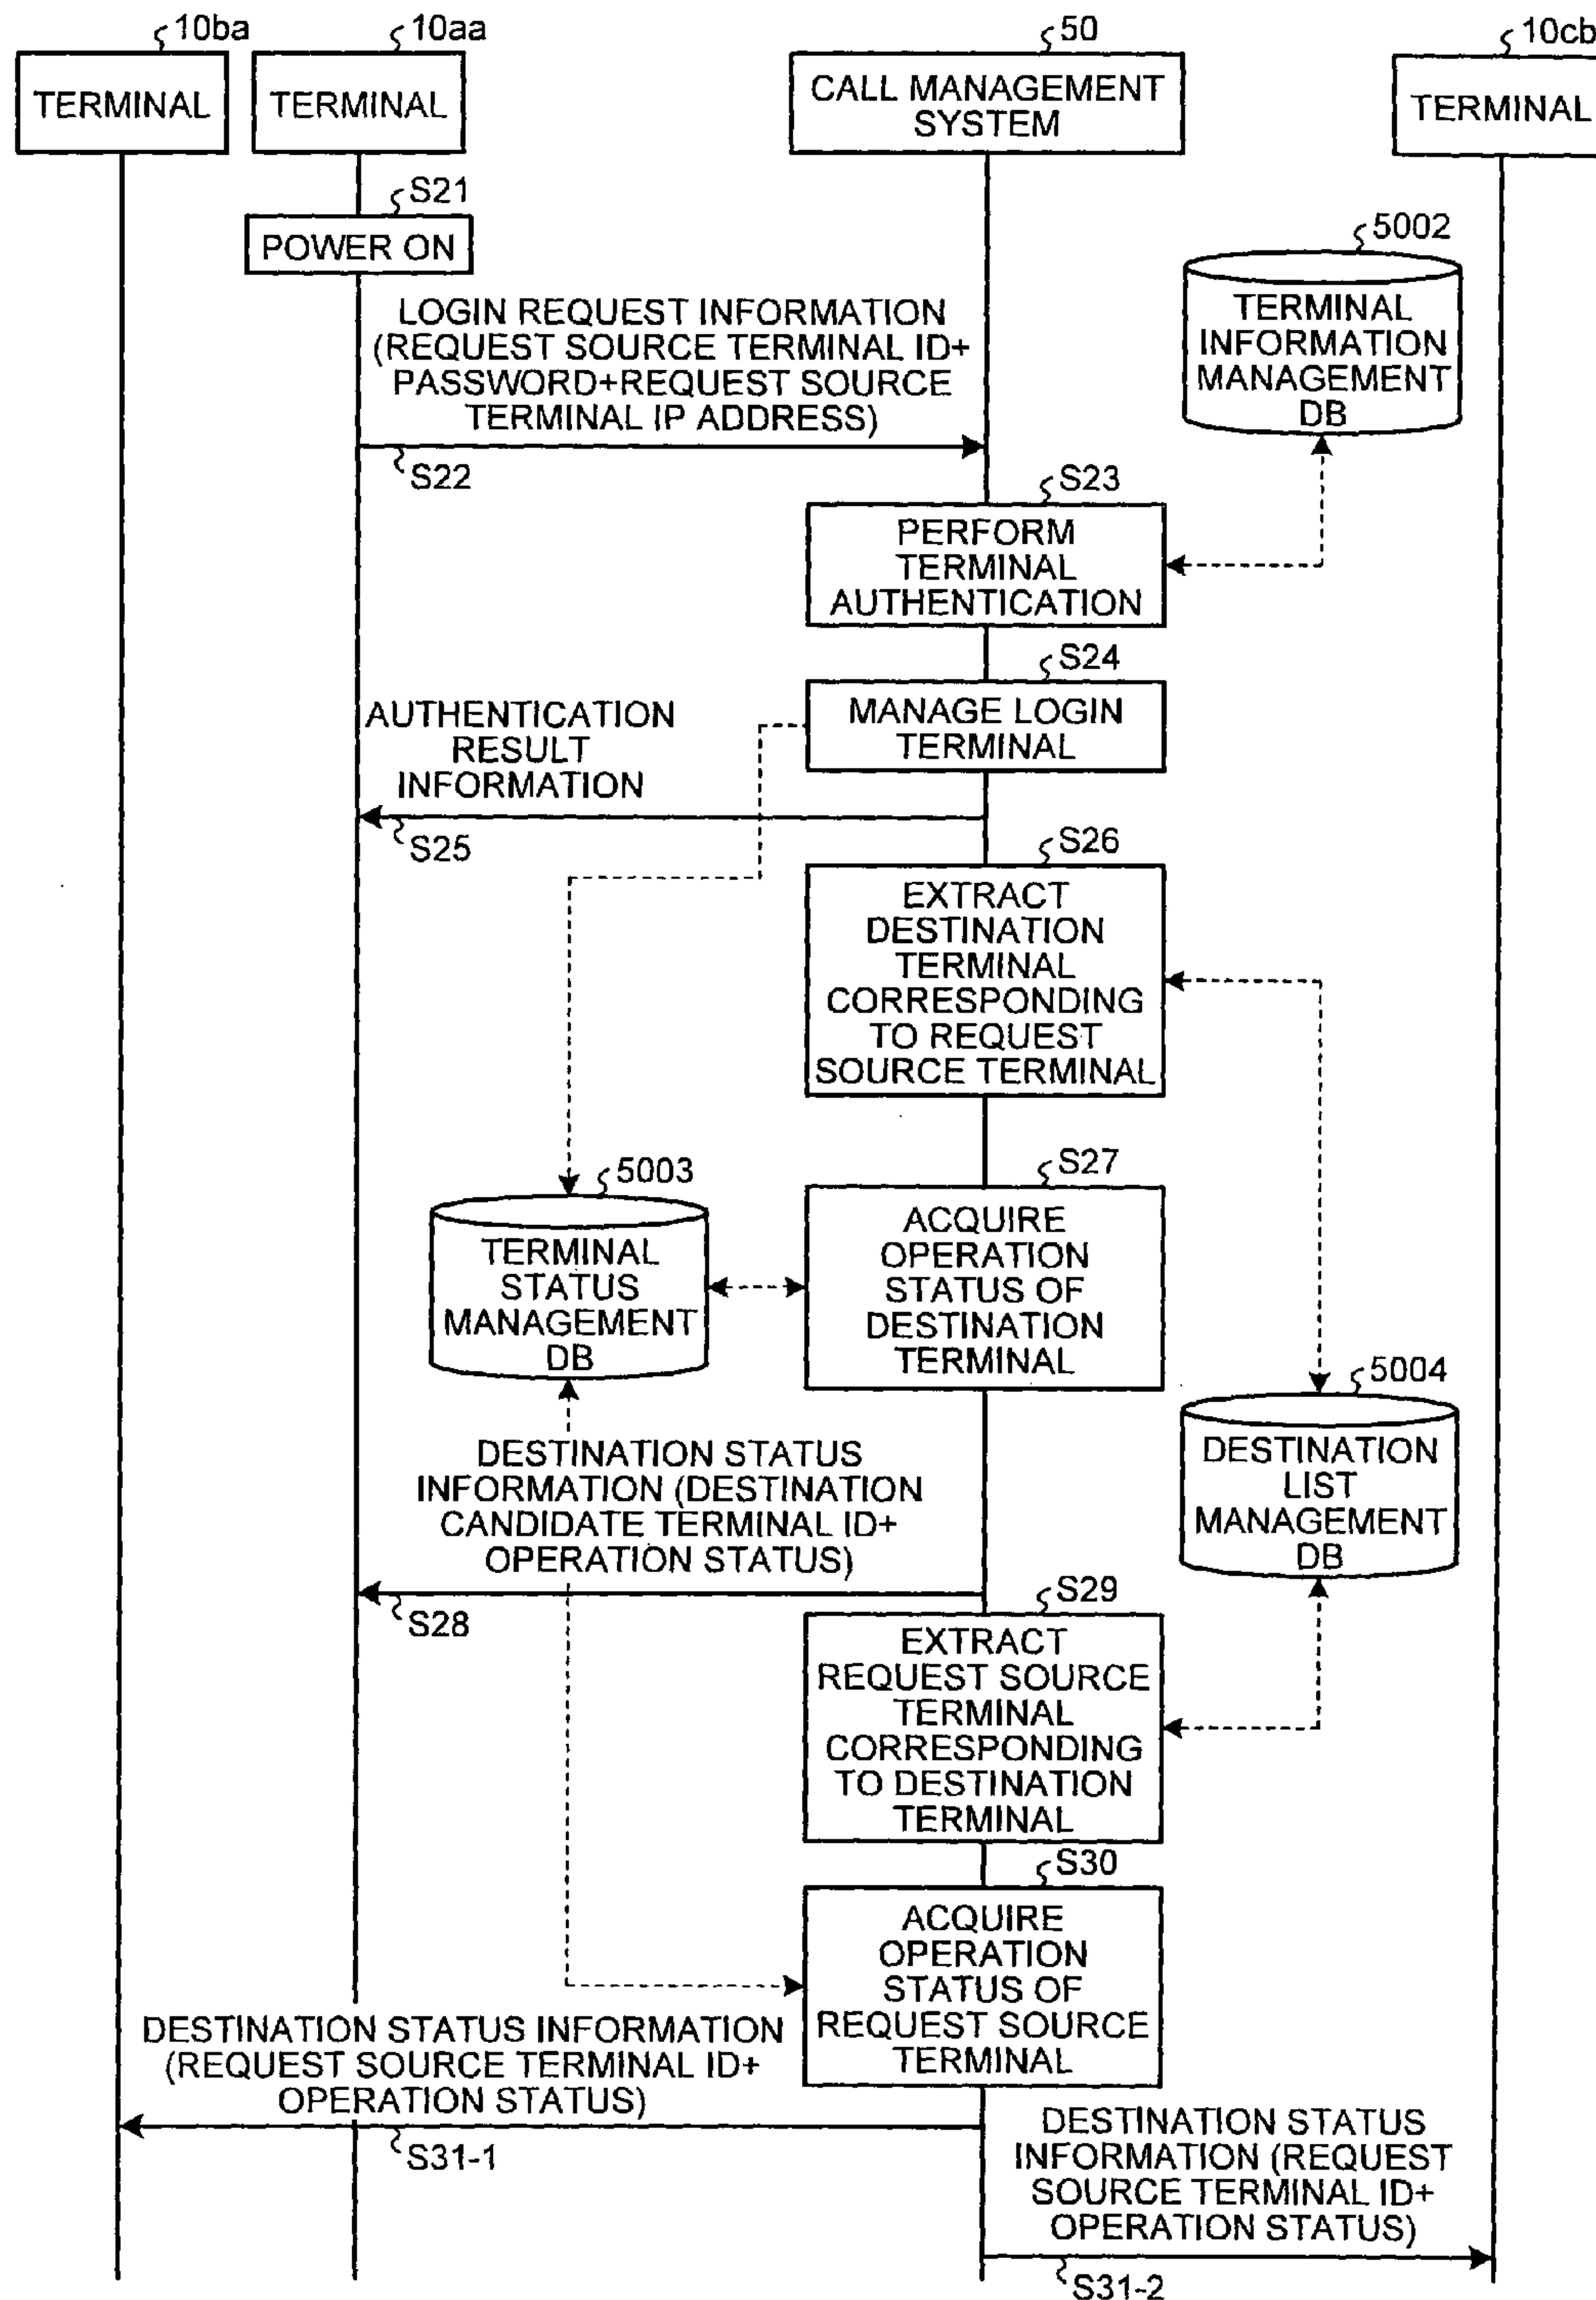 10ba
10aa
50
10cb
TERMINAL
TERMINAL
CALL MANAGEMENT
SYSTEM
TERMINAL
S21
POWER ON
5002
TERMINAL
INFORMATION
MANAGEMENT
DB
LOGIN REQUEST INFORMATION
(REQUEST SOURCE TERMINAL ID+
PASSWORD+REQUEST SOURCE
TERMINAL IP ADDRESS)
S22
S23
PERFORM
TERMINAL
AUTHENTICATION
S24
MANAGE LOGIN
TERMINAL
AUTHENTICATION
RESULT
INFORMATION
S25
S26
EXTRACT
DESTINATION
TERMINAL
CORRESPONDING
TO REQUEST
SOURCE TERMINAL
5003
TERMINAL
STATUS
MANAGEMENT
DB
S27
ACQUIRE
OPERATION
STATUS OF
DESTINATION
TERMINAL
5004
DESTINATION
LIST
MANAGEMENT
DB
DESTINATION STATUS
INFORMATION (DESTINATION
CANDIDATE TERMINAL ID+
OPERATION STATUS)
S28
S29
EXTRACT
REQUEST SOURCE
TERMINAL
CORRESPONDING
TO DESTINATION
TERMINAL
S30
ACQUIRE
OPERATION
STATUS OF
REQUEST SOURCE
TERMINAL
DESTINATION STATUS INFORMATION
(REQUEST SOURCE TERMINAL ID+
OPERATION STATUS)
S31-1
DESTINATION STATUS
INFORMATION (REQUEST
SOURCE TERMINAL ID+
OPERATION STATUS)
S31-2